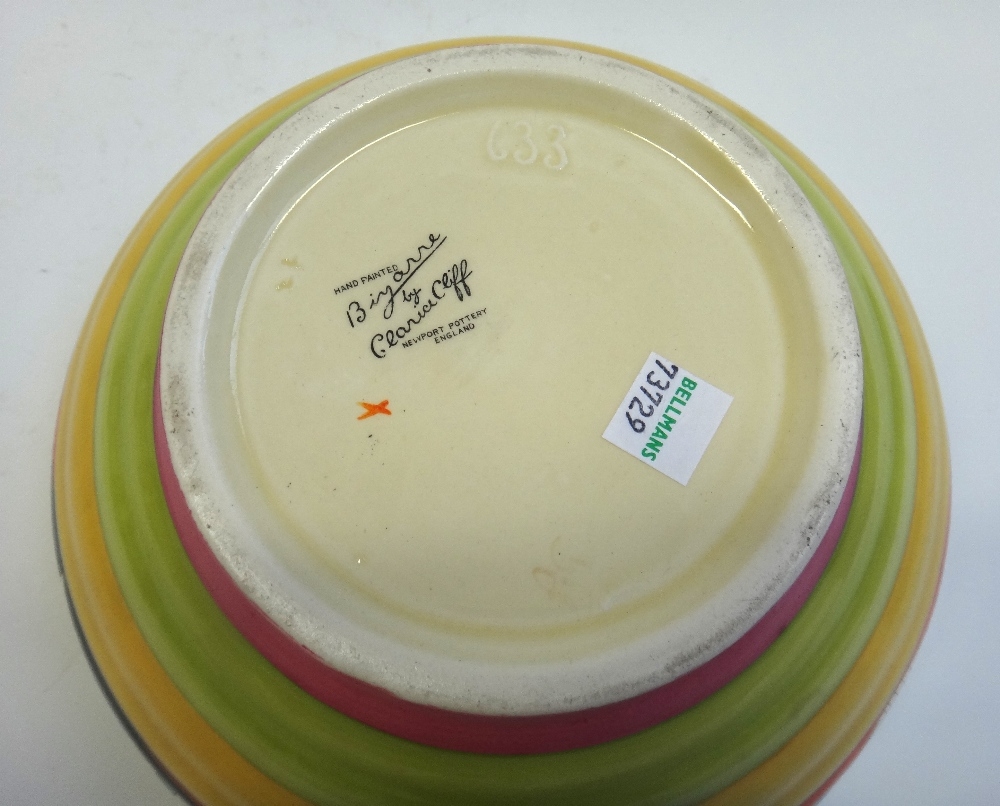 633
HAND PAINTED
Bizarre
by
Clarice Cliff
NEWPORT POTTERY
ENGLAND
BELLMANS
73729